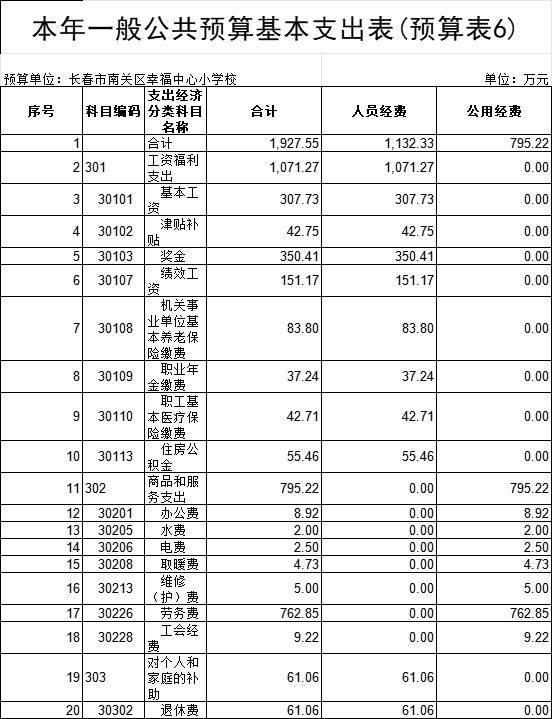 本年一般公共预算基本支出表(预算表6)
预算单位：长春市南关区幸福中心小学校 单位：万元
序号 科目编码 支出经济分类科目名称 合计 人员经费 公用经费
1 合计 1,927.55 1,132.33 795.22
2 301 工资福利支出 1,071.27 1,071.27 0.00
3 30101 基本工资 307.73 307.73 0.00
4 30102 津贴补贴 42.75 42.75 0.00
5 30103 奖金 350.41 350.41 0.00
6 30107 绩效工资 151.17 151.17 0.00
7 30108 机关事业单位基本养老保险缴费 83.80 83.80 0.00
8 30109 职业年金缴费 37.24 37.24 0.00
9 30110 职工基本医疗保险缴费 42.71 42.71 0.00
10 30113 住房公积金 55.46 55.46 0.00
11 302 商品和服务支出 795.22 0.00 795.22
12 30201 办公费 8.92 0.00 8.92
13 30205 水费 2.00 0.00 2.00
14 30206 电费 2.50 0.00 2.50
15 30208 取暖费 4.73 0.00 4.73
16 30213 维修（护）费 5.00 0.00 5.00
17 30226 劳务费 762.85 0.00 762.85
18 30228 工会经费 9.22 0.00 9.22
19 303 对个人和家庭的补助 61.06 61.06 0.00
20 30302 退休费 61.06 61.06 0.00